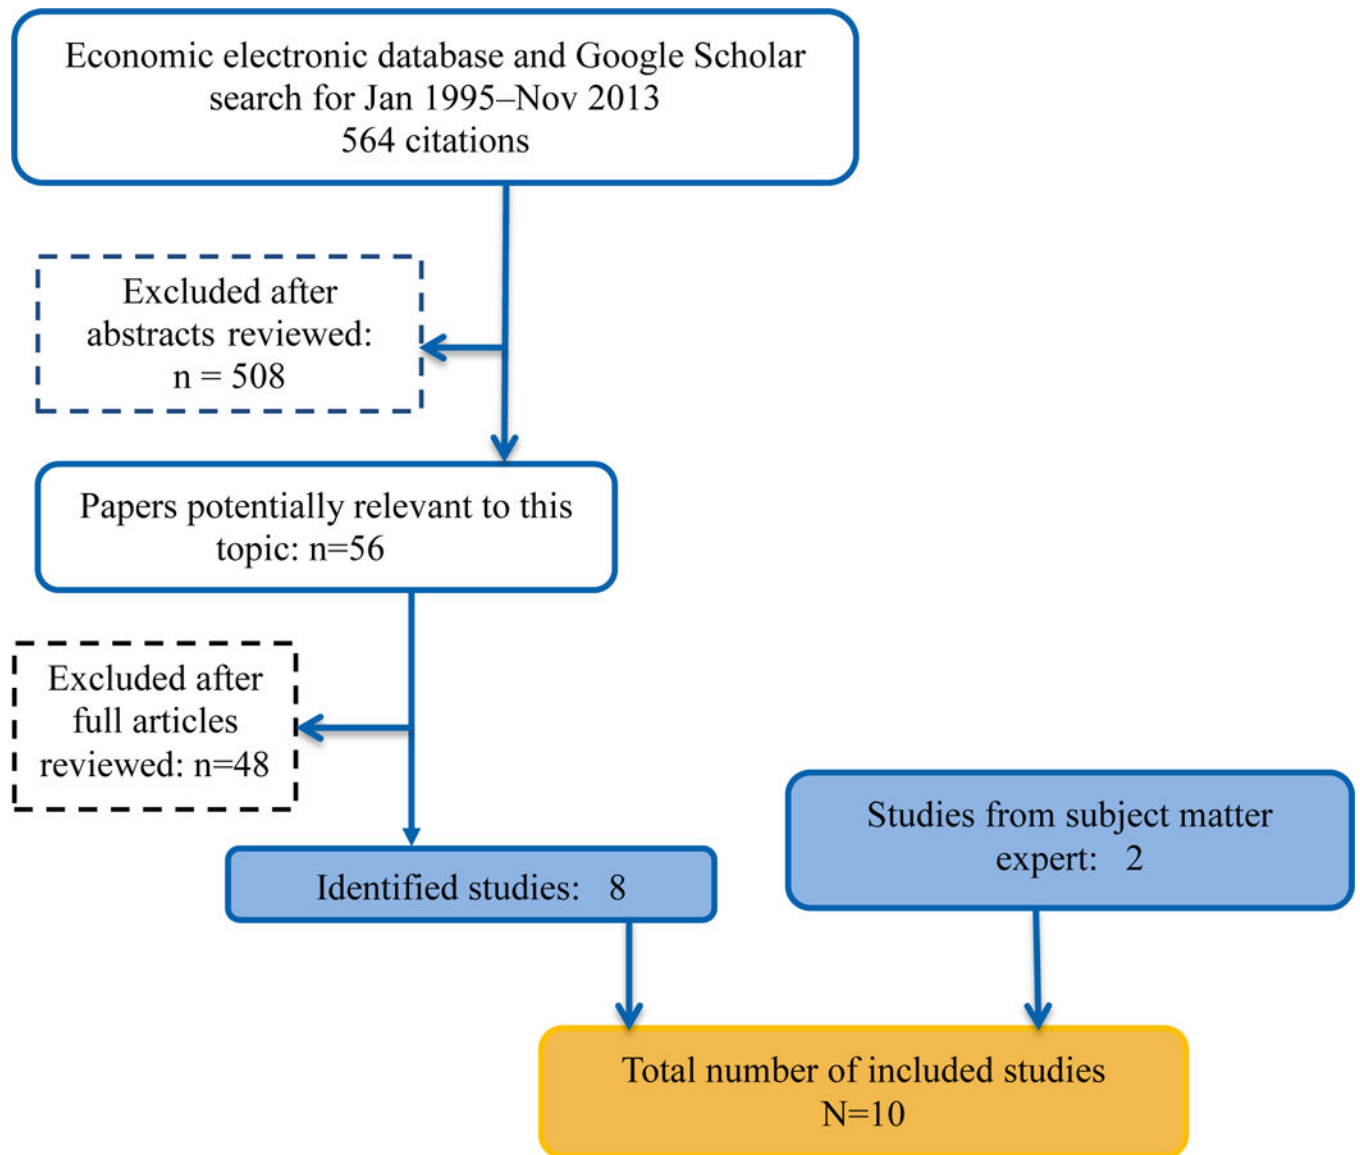 Economic electronic database and Google Scholar
search for Jan 1995–Nov 2013
564 citations
Excluded after
abstracts reviewed:
n = 508
Papers potentially relevant to this
topic: n=56
Excluded after
full articles
reviewed: n=48
Studies from subject matter
expert: 2
Identified studies: 8
Total number of included studies
N=10